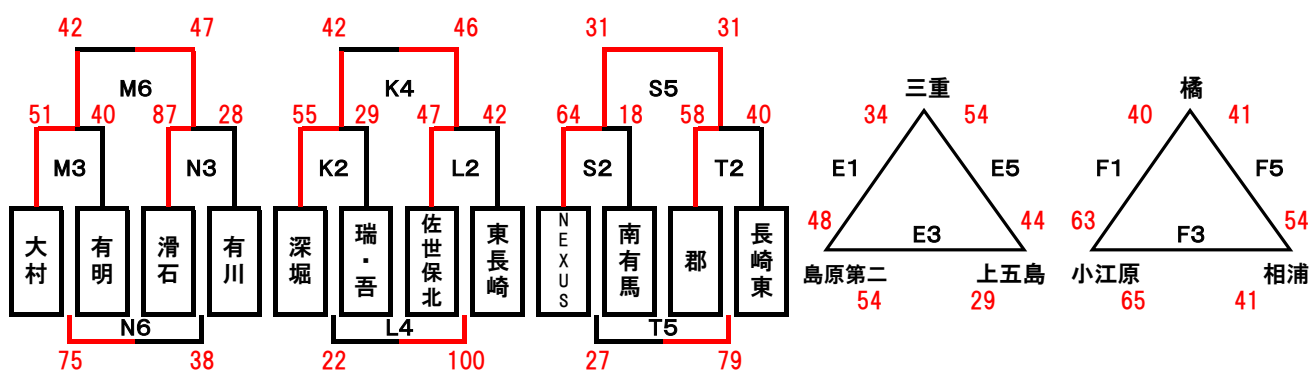 42 47 42 46 31 31
M6 K4 S5
51 40 87 28 55 29 47 42 64 18 58 40
M3 N3 K2 L2 S2 T2
大村 有明 滑石 有川 深堀 瑞・吾 佐世保北 東長崎 NEXUS 南有馬 郡 長崎東
N6 L4 T5
75 38 22 100 27 79
三重
34 54
E1 E5
48 44
E3
島原第二 上五島
54 29
橘
40 41
F1 F5
63 54
F3
小江原 相浦
65 41